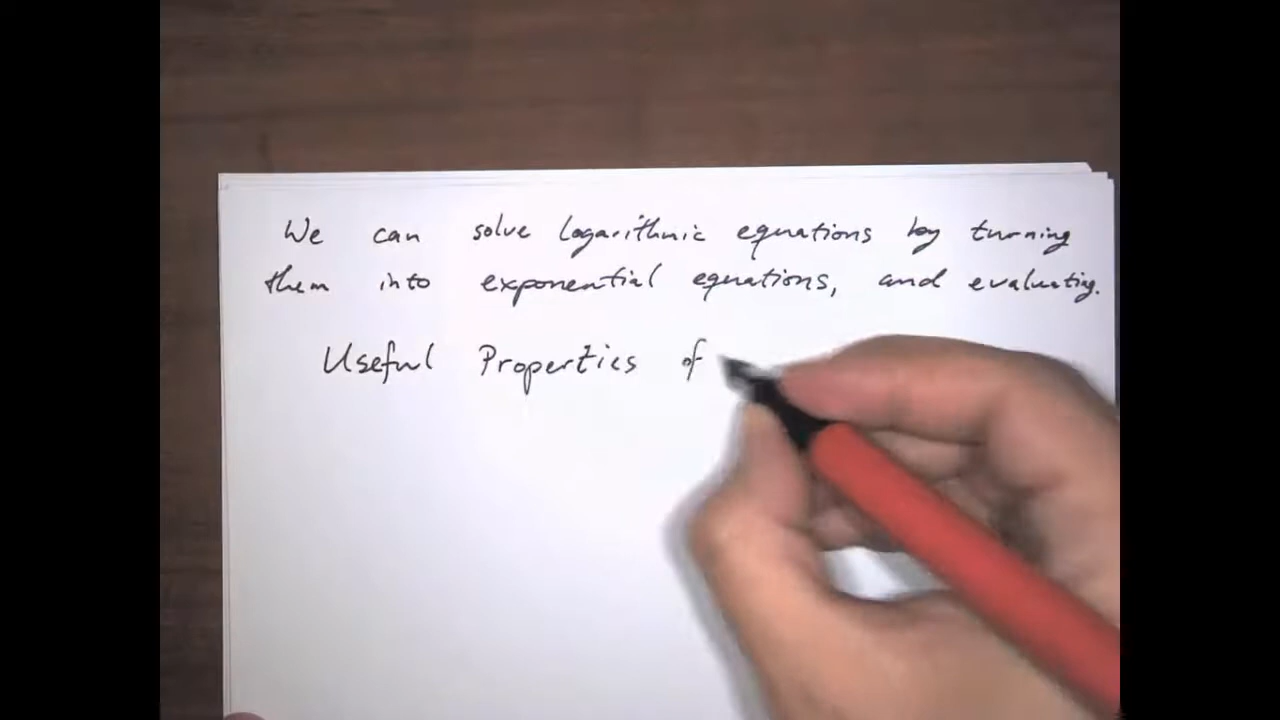 We can solve logarithmic equations by turning
them into exponential equations, and evaluating.
Useful Properties of